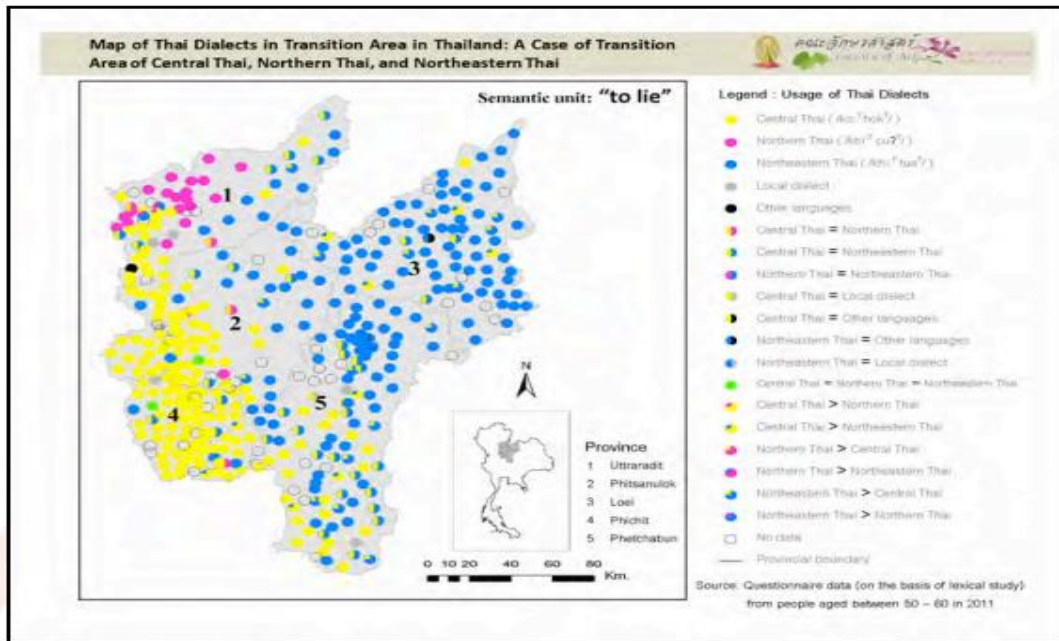 Map of Thai Dialects in Transition Area in Thailand: A Case of Transition
Area of Central Thai, Northern Thai, and Northeastern Thai
Semantic unit: "to lie"
1
2
3
4
5
N
Province
1 Uttraradit
2 Phitsanulok
3 Loei
4 Phichit
5 Phetchabun
0 10 20 40 60 80
Km.
Legend : Usage of Thai Dialects
Central Thai
Northern Thai
Northeastern Thai
Local dialect
Other languages
Central Thai = Northern Thai
Central Thai = Northeastern Thai
Northern Thai = Northeastern Thai
Central Thai = Local dialect
Central Thai = Other languages
Northeastern Thai = Other languages
Northeastern Thai = Local dialect
Central Thai = Northern Thai = Northeastern Thai
Central Thai > Northern Thai
Central Thai > Northeastern Thai
Northern Thai > Central Thai
Northern Thai > Northeastern Thai
Northeastern Thai > Central Thai
Northeastern Thai > Northern Thai
No data
Provincial boundary
Source: Questionnaire data (on the basis of lexical study)
from people aged between 50 – 60 in 2011